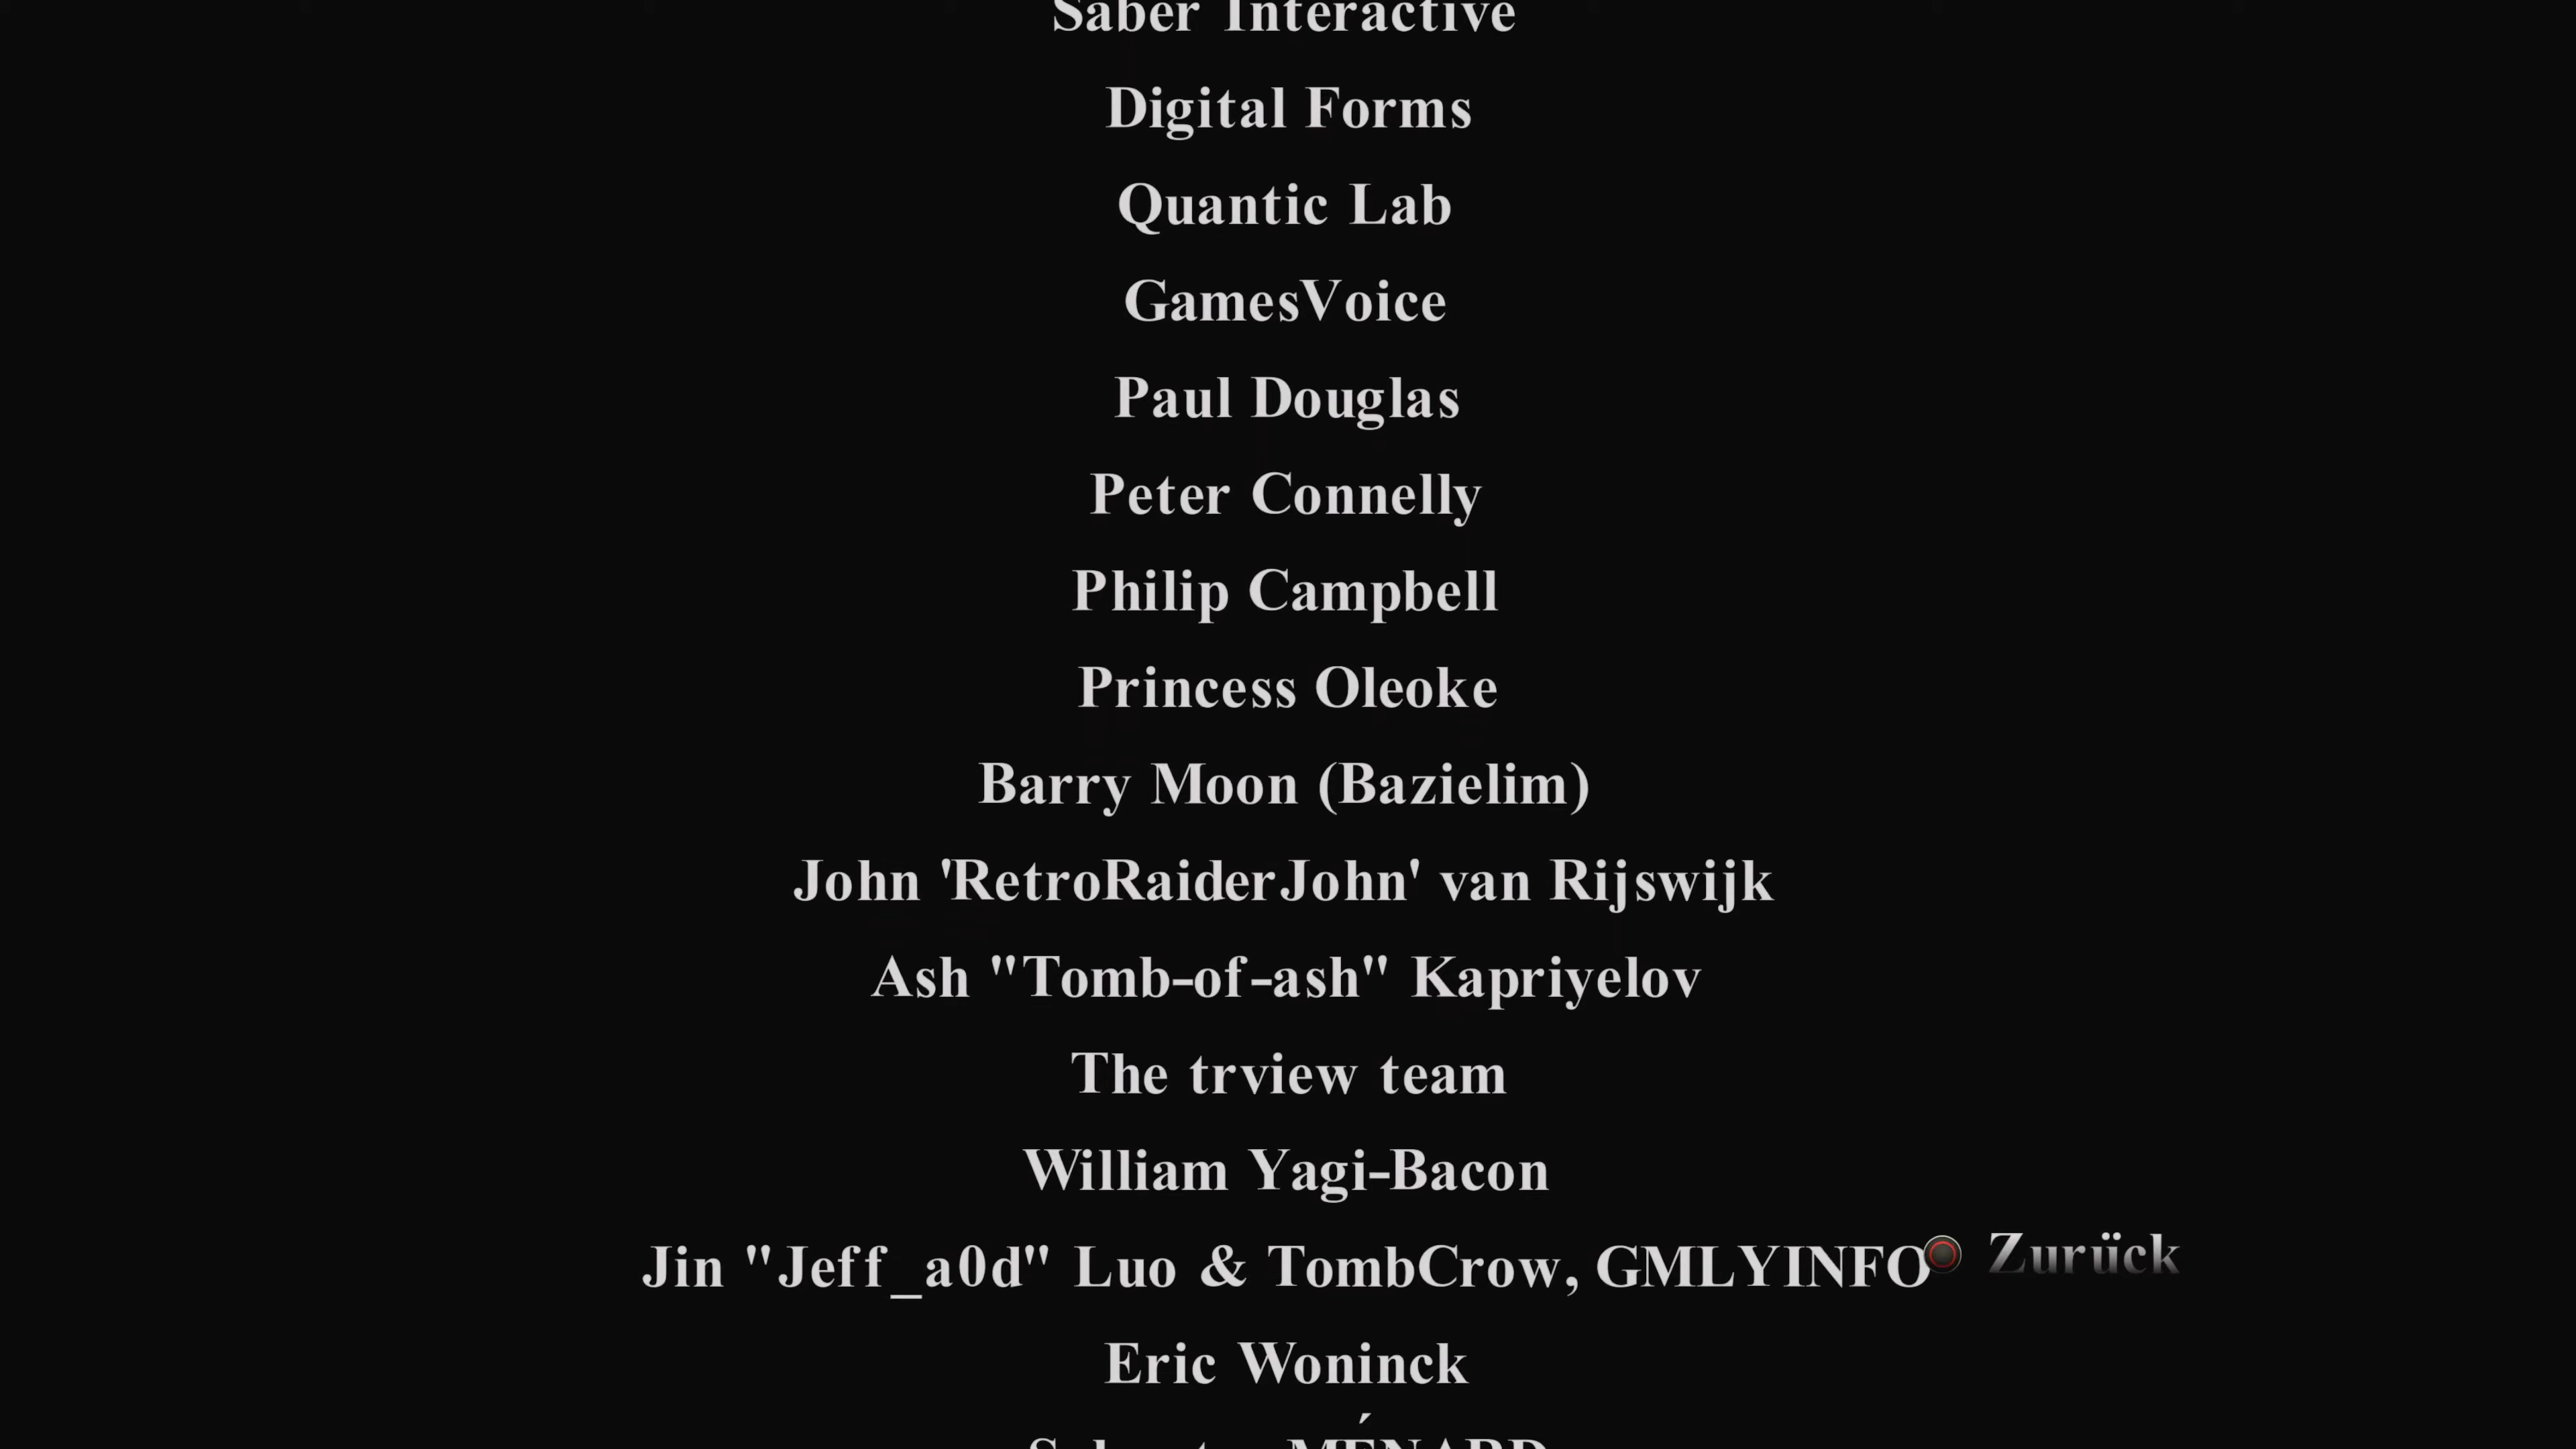 Saber Interactive
Digital Forms
Quantic Lab
GamesVoice
Paul Douglas
Peter Connelly
Philip Campbell
Princess Oleoke
Barry Moon (Bazielim)
John 'RetroRaiderJohn' van Rijswijk
Ash "Tomb-of-ash" Kapriyelov
The trview team
William Yagi-Bacon
Jin "Jeff_a0d" Luo & TombCrow, GMLYINFO
Zurück
Eric Woninck
MÉNARD